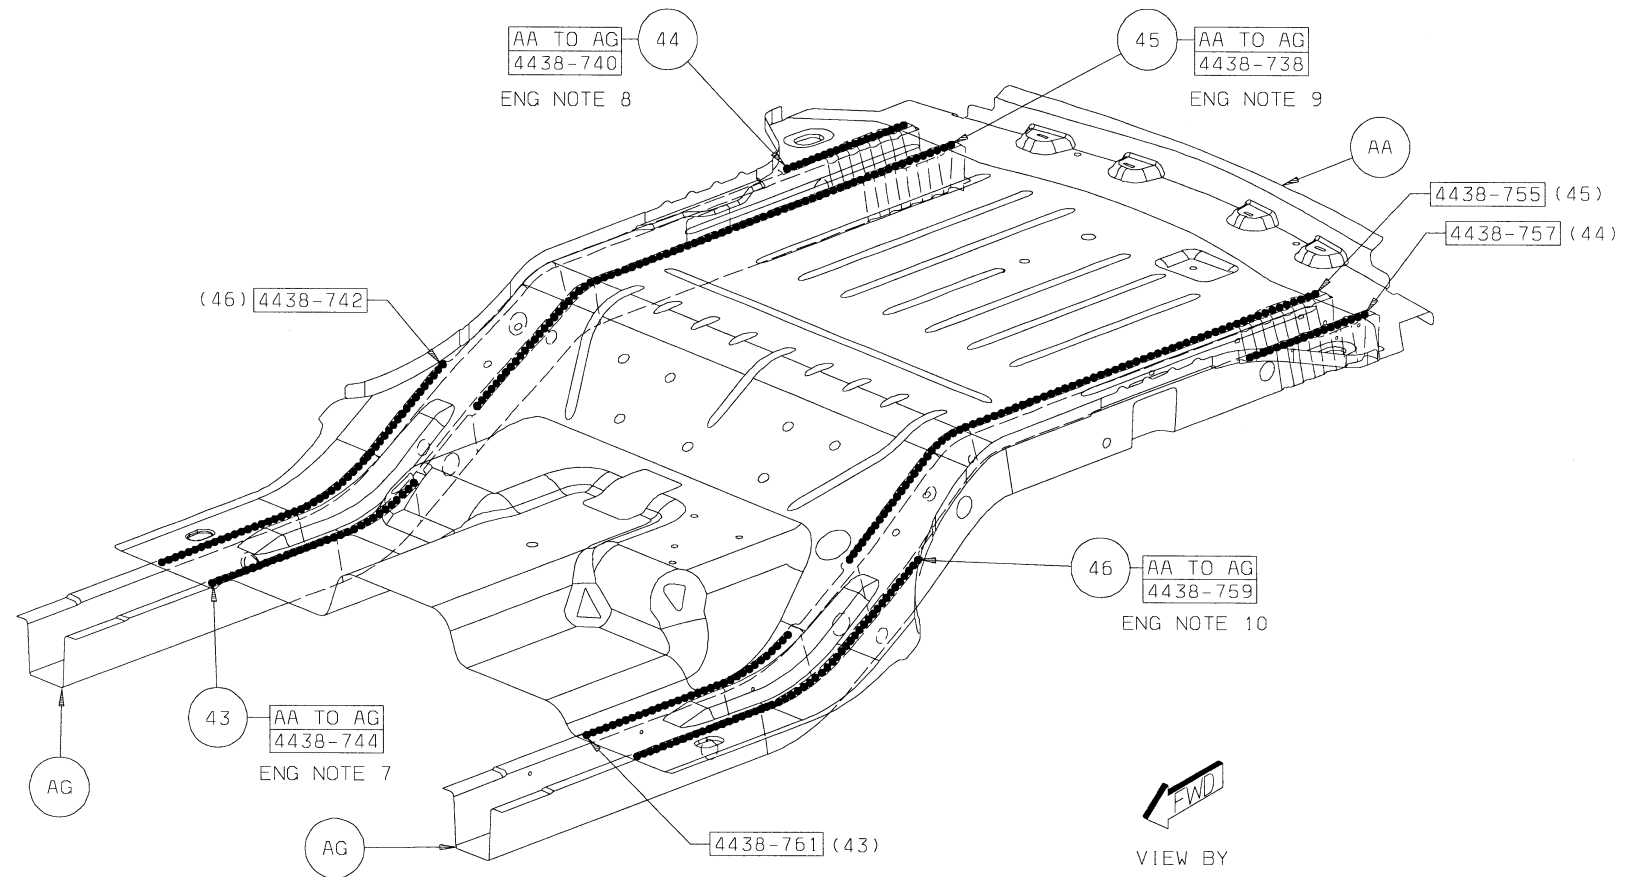 AA TO AG
4438-740
44
ENG NOTE 8
45
AA TO AG
4438-738
ENG NOTE 9
AA
4438-755 (45)
4438-757 (44)
(46) 4438-742
46
AA TO AG
4438-759
ENG NOTE 10
43
AA TO AG
4438-744
ENG NOTE 7
AG
AG
4438-761 (43)
FWD
VIEW BY